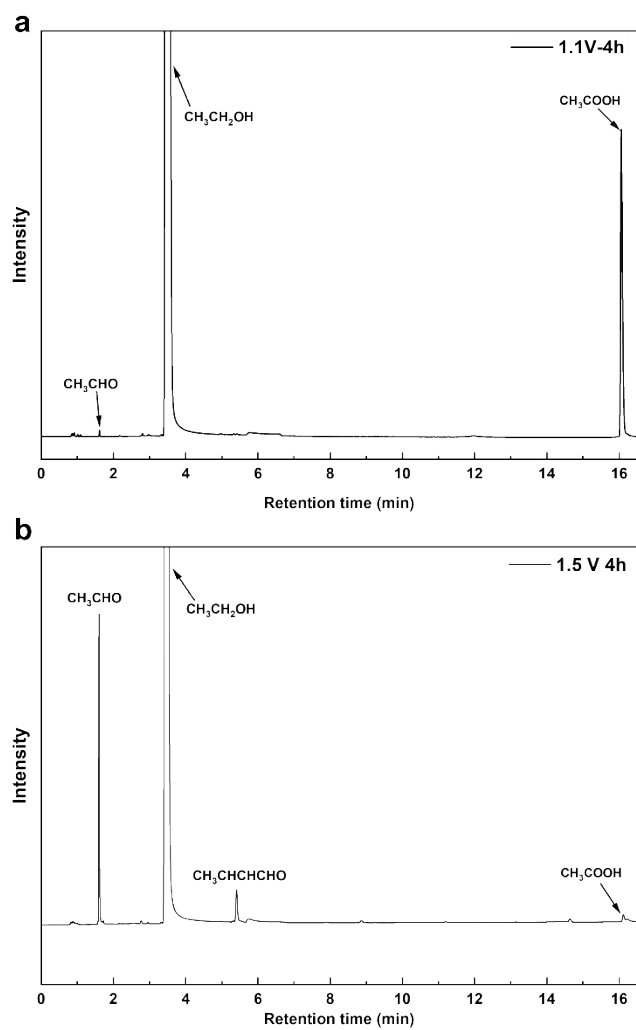 a
1.1V-4h
CH₃CH₂OH
CH₃COOH
CH₃CHO
Intensity
0 2 4 6 8 10 12 14 16
Retention time (min)
b
1.5 V 4h
CH₃CHO
CH₃CH₂OH
CH₃CHCHCHO
CH₃COOH
Intensity
0 2 4 6 8 10 12 14 16
Retention time (min)